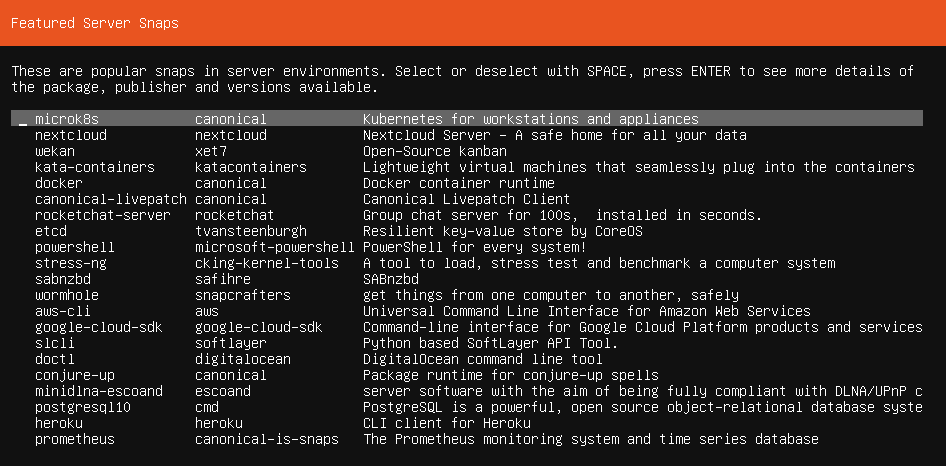 Featured Server Snaps
These are popular snaps in server environments. Select or deselect with SPACE, press ENTER to see more details of
the package, publisher and versions available.
microk8s canonical Kubernetes for workstations and appliances
nextcloud nextcloud Nextcloud Server - A safe home for all your data
wekan xet7 Open-Source kanban
kata-containers katacontainers Lightweight virtual machines that seamlessly plug into the containers
docker canonical Docker container runtime
canonical-livepatch canonical Canonical Livepatch Client
rocketchat-server rocketchat Group chat server for 100s, installed in seconds.
etcd tvansteenburgh Resilient key-value store by CoreOS
powershell microsoft-powershell PowerShell for every system!
stress-ng cking-kernel-tools A tool to load, stress test and benchmark a computer system
sabnzbd safihre SABnzbd
wormhole snapcrafters get things from one computer to another, safely
aws-cli aws Universal Command Line Interface for Amazon Web Services
google-cloud-sdk google-cloud-sdk Command-line interface for Google Cloud Platform products and services
slcli softlayer Python based SoftLayer API Tool.
doctl digitalocean DigitalOcean command line tool
conjure-up canonical Package runtime for conjure-up spells
minidlna-escoand escoand server software with the aim of being fully compliant with DLNA/UPnP c
postgresql10 cmd PostgreSQL is a powerful, open source object-relational database syste
heroku heroku CLI client for Heroku
prometheus canonical-is-snaps The Prometheus monitoring system and time series database